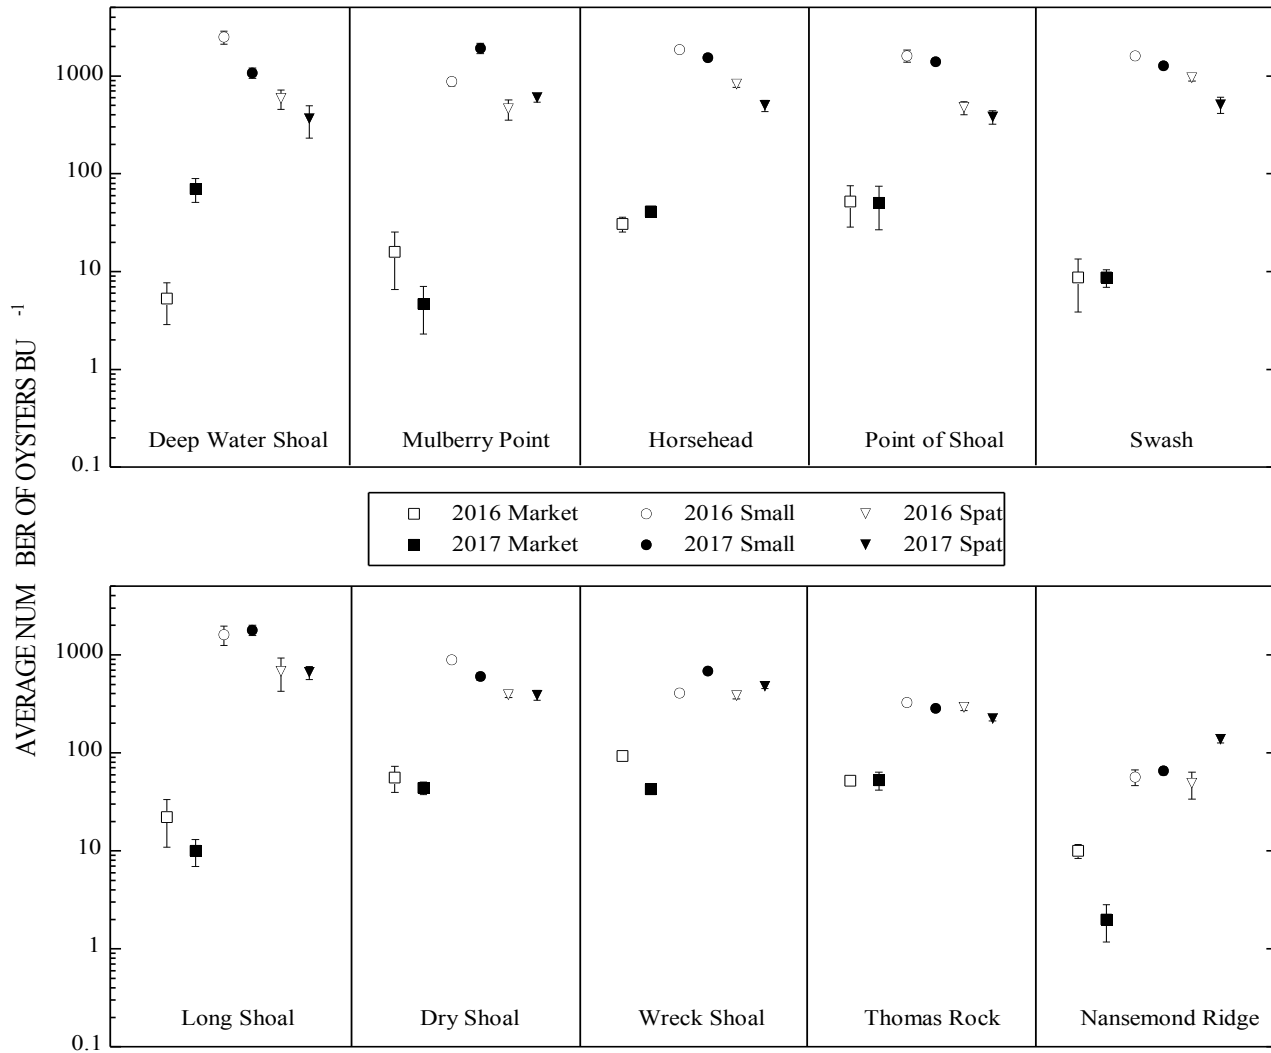 1000
100
10
1
0.1
Deep Water Shoal
Mulberry Point
Horsehead
Point of Shoal
Swash
AVERAGE NUM BER OF OYSTERS BU -1
2016 Market
2016 Small
2016 Spat
2017 Market
2017 Small
2017 Spat
1000
100
10
1
0.1
Long Shoal
Dry Shoal
Wreck Shoal
Thomas Rock
Nansemond Ridge